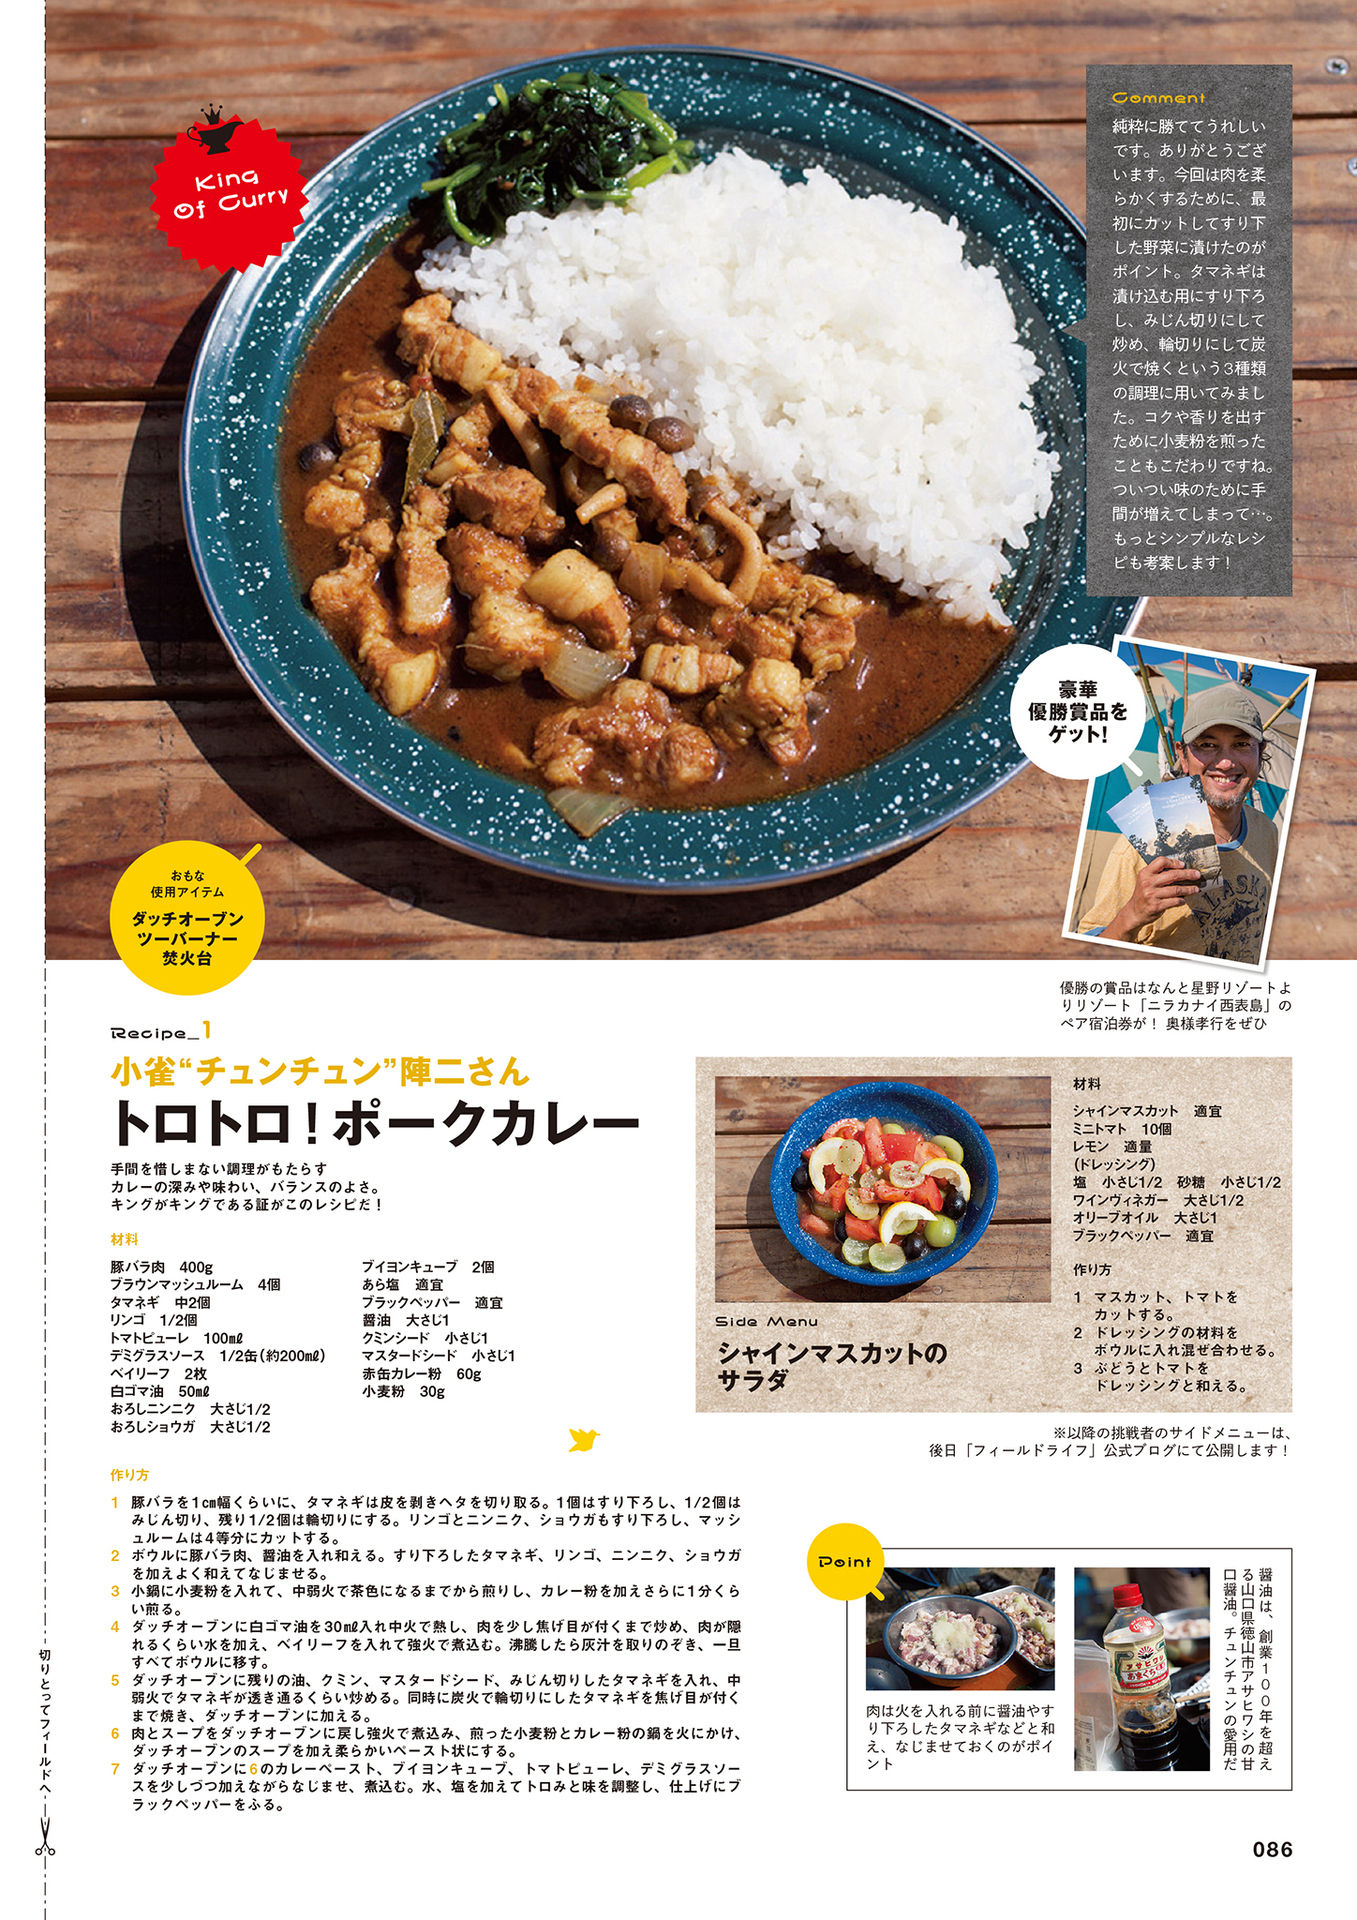 King
Of Curry
Comment
純粋に勝ててうれしい
です。ありがとうござ
います。今回は肉を柔
らかくするために、最
初にカットしてすり下
した野菜に漬けたのが
ポイント。タマネギは
漬け込む用にすり下ろ
し、みじん切りにして
炒め、輪切りにして炭
火で焼くという3種類
の調理に用いてみまし
た。コクや香りを出す
ために小麦粉を煎った
こともこだわりですね。
ついつい味のために手
間が増えてしまって…。
もっとシンプルなレシ
ピも考案します！
豪華
優勝賞品を
ゲット！
ALASKA
優勝の賞品はなんと星野リゾートよ
りリゾート「ニラカナイ西表島」の
ペア宿泊券が！ 奥様孝行をぜひ
おもな
使用アイテム
ダッチオーブン
ツーバーナー
焚火台
Recipe_1
小雀“チュンチュン”陣二さん
トロトロ！ポークカレー
手間を惜しまない調理がもたらす
カレーの深みや味わい、バランスのよさ。
キングがキングである証がこのレシピだ！
材料
豚バラ肉　400g
ブラウンマッシュルーム　4個
タマネギ　中2個
リンゴ　1/2個
トマトピューレ　100㎖
デミグラスソース　1/2缶（約200㎖）
ベイリーフ　2枚
白ゴマ油　50㎖
おろしニンニク　大さじ1/2
おろしショウガ　大さじ1/2
ブイヨンキューブ　2個
あら塩　適宜
ブラックペッパー　適宜
醤油　大さじ1
クミンシード　小さじ1
マスタードシード　小さじ1
赤缶カレー粉　60g
小麦粉　30g
作り方
1　豚バラを1㎝幅くらいに、タマネギは皮を剥きヘタを切り取る。1個はすり下ろし、1/2個は
みじん切り、残り1/2個は輪切りにする。リンゴとニンニク、ショウガもすり下ろし、マッシ
ュルームは4等分にカットする。
2　ボウルに豚バラ肉、醤油を入れ和える。すり下ろしたタマネギ、リンゴ、ニンニク、ショウガ
を加えよく和えてなじませる。
3　小鍋に小麦粉を入れて、中弱火で茶色になるまでから煎りし、カレー粉を加えさらに1分くら
い煎る。
4　ダッチオーブンに白ゴマ油を30㎖入れ中火で熱し、肉を少し焦げ目が付くまで炒め、肉が隠
れるくらい水を加え、ベイリーフを入れて強火で煮込む。沸騰したら灰汁を取りのぞき、一旦
すべてボウルに移す。
5　ダッチオーブンに残りの油、クミン、マスタードシード、みじん切りしたタマネギを入れ、中
弱火でタマネギが透き通るくらい炒める。同時に炭火で輪切りにしたタマネギを焦げ目が付く
まで焼き、ダッチオーブンに加える。
6　肉とスープをダッチオーブンに戻し強火で煮込み、煎った小麦粉とカレー粉の鍋を火にかけ、
ダッチオーブンのスープを加え柔らかいペースト状にする。
7　ダッチオーブンに6のカレーペースト、ブイヨンキューブ、トマトピューレ、デミグラスソー
スを少しづつ加えながらなじませ、煮込む。水、塩を加えてトロみと味を調整し、仕上げにブ
ラックペッパーをふる。
Side Menu
シャインマスカットの
サラダ
材料
シャインマスカット　適宜
ミニトマト　10個
レモン　適量
（ドレッシング）
塩　小さじ1/2　砂糖　小さじ1/2
ワインヴィネガー　大さじ1/2
オリーブオイル　大さじ1
ブラックペッパー　適宜
作り方
1　マスカット、トマトを
カットする。
2　ドレッシングの材料を
ボウルに入れ混ぜ合わせる。
3　ぶどうとトマトを
ドレッシングと和える。
※以降の挑戦者のサイドメニューは、
後日「フィールドライフ」公式ブログにて公開します！
Point
肉は火を入れる前に醤油やす
り下ろしたタマネギなどと和
え、なじませておくのがポイ
ント
アサヒワシ
あまくち
醤油は、創業100年を超え
る山口県徳山市アサヒワシの甘
口醤油。チュンチュンの愛用だ
切りとってフィールドへ
086